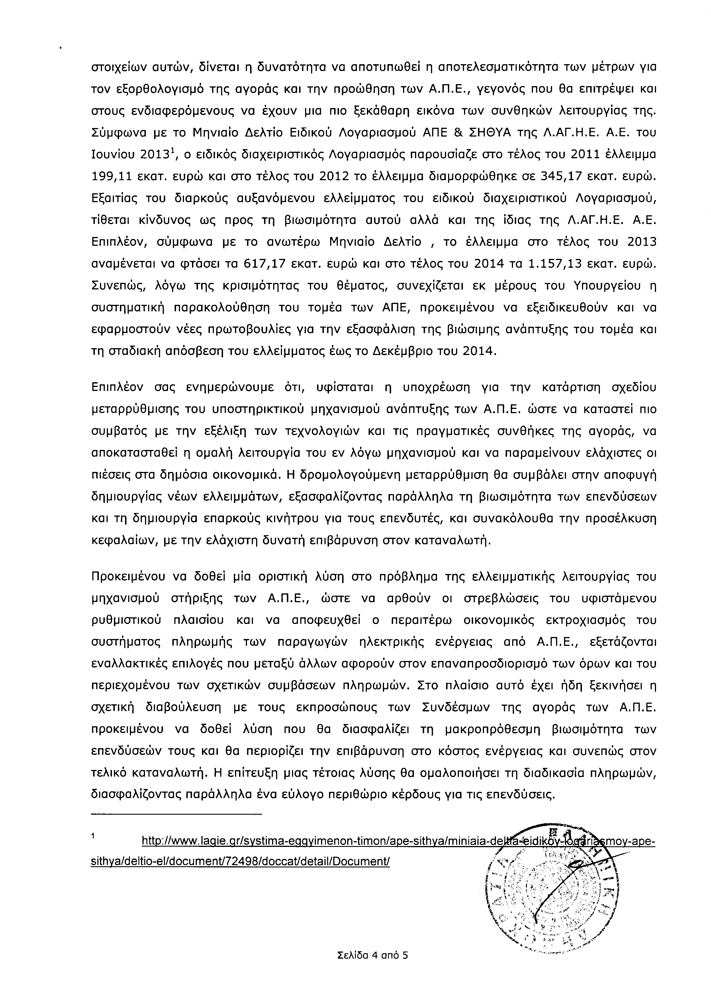 στοιχείων αυτών, δίνεται η δυνατότητα να αποτυπωθεί η αποτελεσματικότητα των μέτρων για
τον εξορθολογισμό της αγοράς και την προώθηση των Α.Π.Ε., γεγονός που θα επιτρέψει και
στους ενδιαφερόμενους να έχουν μια πιο ξεκάθαρη εικόνα των συνθηκών λειτουργίας της.
Σύμφωνα με το Μηνιαίο Δελτίο Ειδικού Λογαριασμού ΑΠΕ & ΣΗΘΥΑ της Λ.ΑΓ.Η.Ε. Α.Ε. του
Ιουνίου 2013¹, ο ειδικός διαχειριστικός Λογαριασμός παρουσίαζε στο τέλος του 2011 έλλειμμα
199,11 εκατ. ευρώ και στο τέλος του 2012 το έλλειμμα διαμορφώθηκε σε 345,17 εκατ. ευρώ.
Εξαιτίας του διαρκούς αυξανόμενου ελλείμματος του ειδικού διαχειριστικού Λογαριασμού,
τίθεται κίνδυνος ως προς τη βιωσιμότητα αυτού αλλά και της ίδιας της Λ.ΑΓ.Η.Ε. Α.Ε.
Επιπλέον, σύμφωνα με το ανωτέρω Μηνιαίο Δελτίο , το έλλειμμα στο τέλος του 2013
αναμένεται να φτάσει τα 617,17 εκατ. ευρώ και στο τέλος του 2014 τα 1.157,13 εκατ. ευρώ.
Συνεπώς, λόγω της κρισιμότητας του θέματος, συνεχίζεται εκ μέρους του Υπουργείου η
συστηματική παρακολούθηση του τομέα των ΑΠΕ, προκειμένου να εξειδικευθούν και να
εφαρμοστούν νέες πρωτοβουλίες για την εξασφάλιση της βιώσιμης ανάπτυξης του τομέα και
τη σταδιακή απόσβεση του ελλείμματος έως το Δεκέμβριο του 2014.
Επιπλέον σας ενημερώνουμε ότι, υφίσταται η υποχρέωση για την κατάρτιση σχεδίου
μεταρρύθμισης του υποστηρικτικού μηχανισμού ανάπτυξης των Α.Π.Ε. ώστε να καταστεί πιο
συμβατός με την εξέλιξη των τεχνολογιών και τις πραγματικές συνθήκες της αγοράς, να
αποκατασταθεί η ομαλή λειτουργία του εν λόγω μηχανισμού και να παραμείνουν ελάχιστες οι
πιέσεις στα δημόσια οικονομικά. Η δρομολογούμενη μεταρρύθμιση θα συμβάλει στην αποφυγή
δημιουργίας νέων ελλειμμάτων, εξασφαλίζοντας παράλληλα τη βιωσιμότητα των επενδύσεων
και τη δημιουργία επαρκούς κινήτρου για τους επενδυτές, και συνακόλουθα την προσέλκυση
κεφαλαίων, με την ελάχιστη δυνατή επιβάρυνση στον καταναλωτή.
Προκειμένου να δοθεί μία οριστική λύση στο πρόβλημα της ελλειμματικής λειτουργίας του
μηχανισμού στήριξης των Α.Π.Ε., ώστε να αρθούν οι στρεβλώσεις του υφιστάμενου
ρυθμιστικού πλαισίου και να αποφευχθεί ο περαιτέρω οικονομικός εκτροχιασμός του
συστήματος πληρωμής των παραγωγών ηλεκτρικής ενέργειας από Α.Π.Ε., εξετάζονται
εναλλακτικές επιλογές που μεταξύ άλλων αφορούν στον επαναπροσδιορισμό των όρων και του
περιεχομένου των σχετικών συμβάσεων πληρωμών. Στο πλαίσιο αυτό έχει ήδη ξεκινήσει η
σχετική διαβούλευση με τους εκπροσώπους των Συνδέσμων της αγοράς των Α.Π.Ε.
προκειμένου να δοθεί λύση που θα διασφαλίζει τη μακροπρόθεσμη βιωσιμότητα των
επενδύσεών τους και θα περιορίζει την επιβάρυνση στο κόστος ενέργειας και συνεπώς στον
τελικό καταναλωτή. Η επίτευξη μιας τέτοιας λύσης θα ομαλοποιήσει τη διαδικασία πληρωμών,
διασφαλίζοντας παράλληλα ένα εύλογο περιθώριο κέρδους για τις επενδύσεις.
1 http://www.lagie.gr/systima-eggyimenon-timon/ape-sithya/miniaia-deltia-eidikoy-logariasmoy-ape-
sithya/deltio-el/document/72498/doccat/detail/Document/
ΕΛΛΗΝΙΚΗ ΔΗΜΟΚΡΑΤΙΑ
Σελίδα 4 από 5